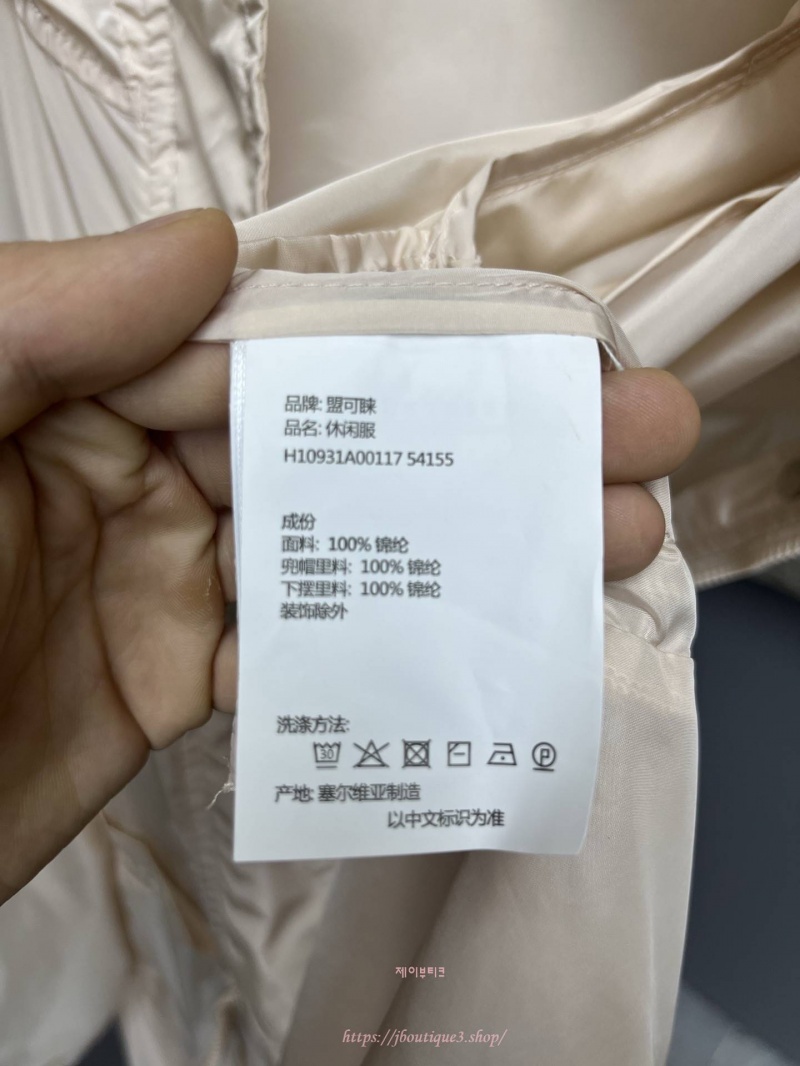 品牌: 盟可睐
品名: 休闲服
H10931A00117 54155
成份
面料: 100% 锦纶
兜帽里料: 100% 锦纶
下摆里料: 100% 锦纶
装饰除外
洗涤方法:
30
P
产地: 塞尔维亚制造
以中文标识为准
제이부티크
https://jboutique3.shop/